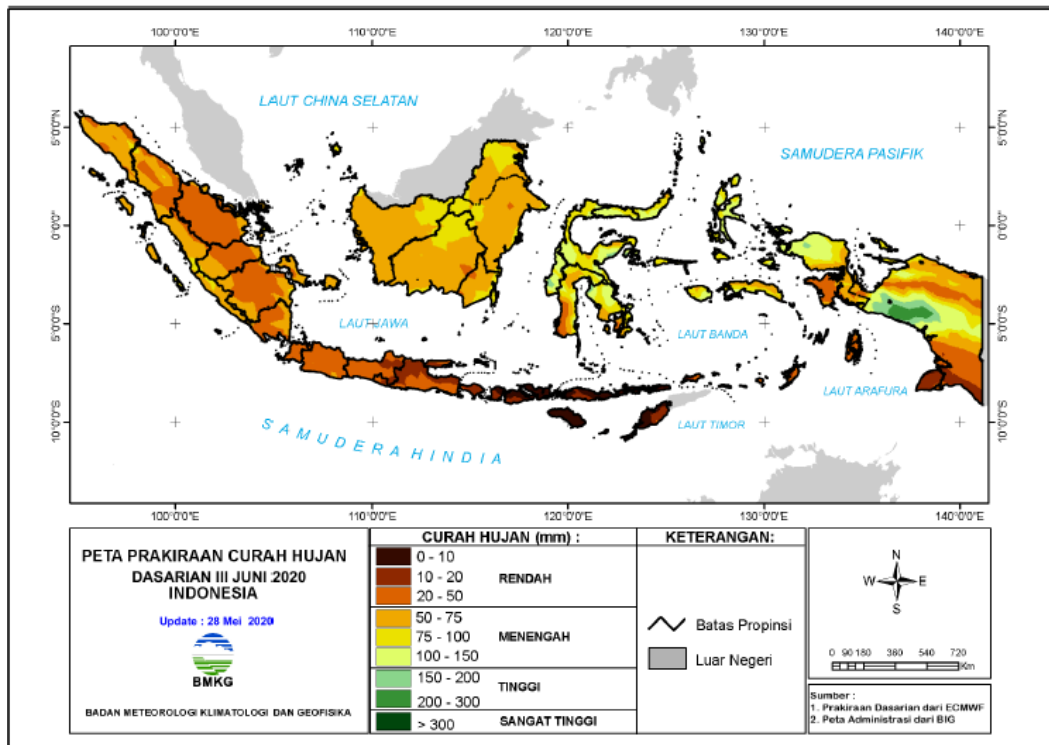 100°0'0"E 110°0'0"E 120°0'0"E 130°0'0"E 140°0'0"E
LAUT CHINA SELATAN
SAMUDERA PASIFIK
5°0'0"N 5°0'0"N
0°0'0" 0°0'0"
5°0'0"S 5°0'0"S
10°0'0"S 10°0'0"S
LAUT JAWA
LAUT BANDA
LAUT ARAFURA
LAUT TIMOR
SAMUDERA HINDIA
100°0'0"E 110°0'0"E 120°0'0"E 130°0'0"E 140°0'0"E
PETA PRAKIRAAN CURAH HUJAN
DASARIAN III JUNI 2020
INDONESIA
Update : 28 Mei 2020
BMKG
BADAN METEOROLOGI KLIMATOLOGI DAN GEOFISIKA
CURAH HUJAN (mm) :
0 - 10
10 - 20 RENDAH
20 - 50
50 - 75
75 - 100 MENENGAH
100 - 150
150 - 200 TINGGI
200 - 300
> 300 SANGAT TINGGI
KETERANGAN:
Batas Propinsi
Luar Negeri
N
W E
S
0 90 180 360 540 720
Km
Sumber :
1. Prakiraan Dasarian dari ECMWF
2. Peta Administrasi dari BIG